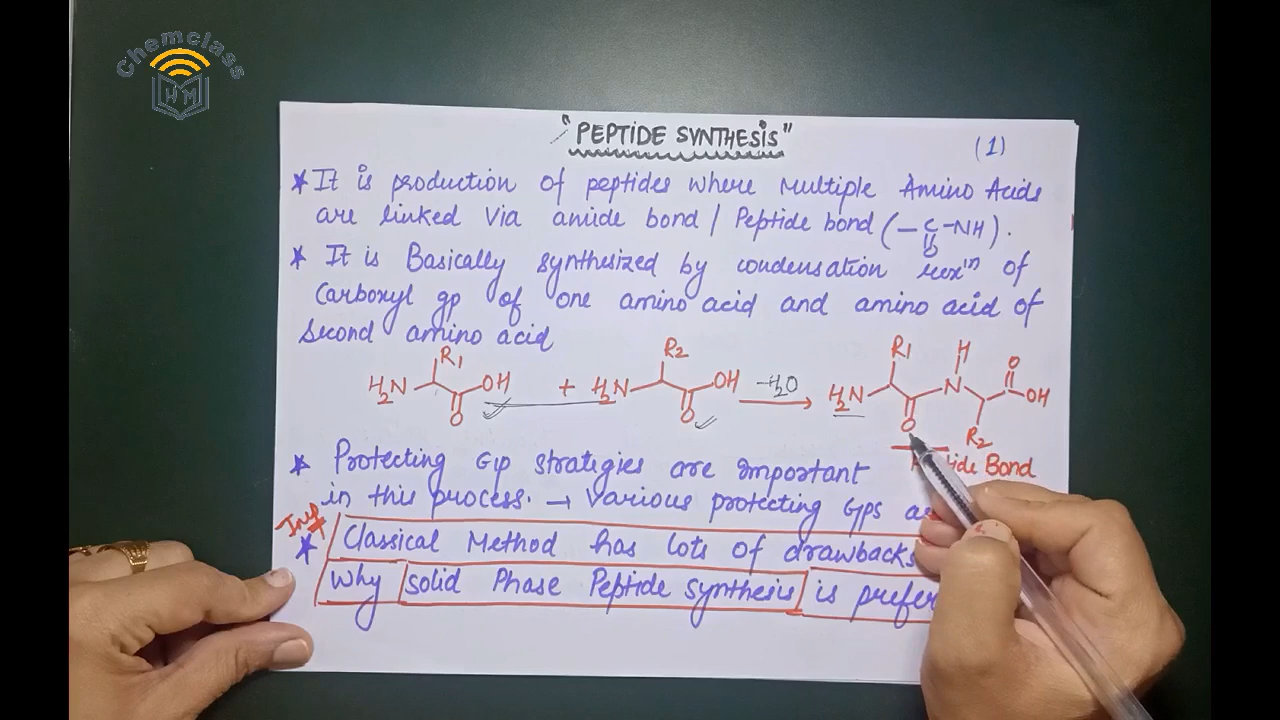 Chemclass
HM
"PEPTIDE SYNTHESIS"
(1)
★ It is production of peptides where Multiple Amino Acids
are linked Via amide bond / Peptide bond (-C-NH).
O
★ It is Basically synthesized by condensation rex'n of
Carboxyl gp of one amino acid and amino acid of
second amino acid
H2N R1 OH O + H2N R2 OH O -H2O → H2N R1 O N H R2 O OH
Bond
★ Protecting Gp strategies are important
in this process. → Various protecting Gps
Imp
★ Classical Method has lots of drawbacks
why solid Phase Peptide synthesis is